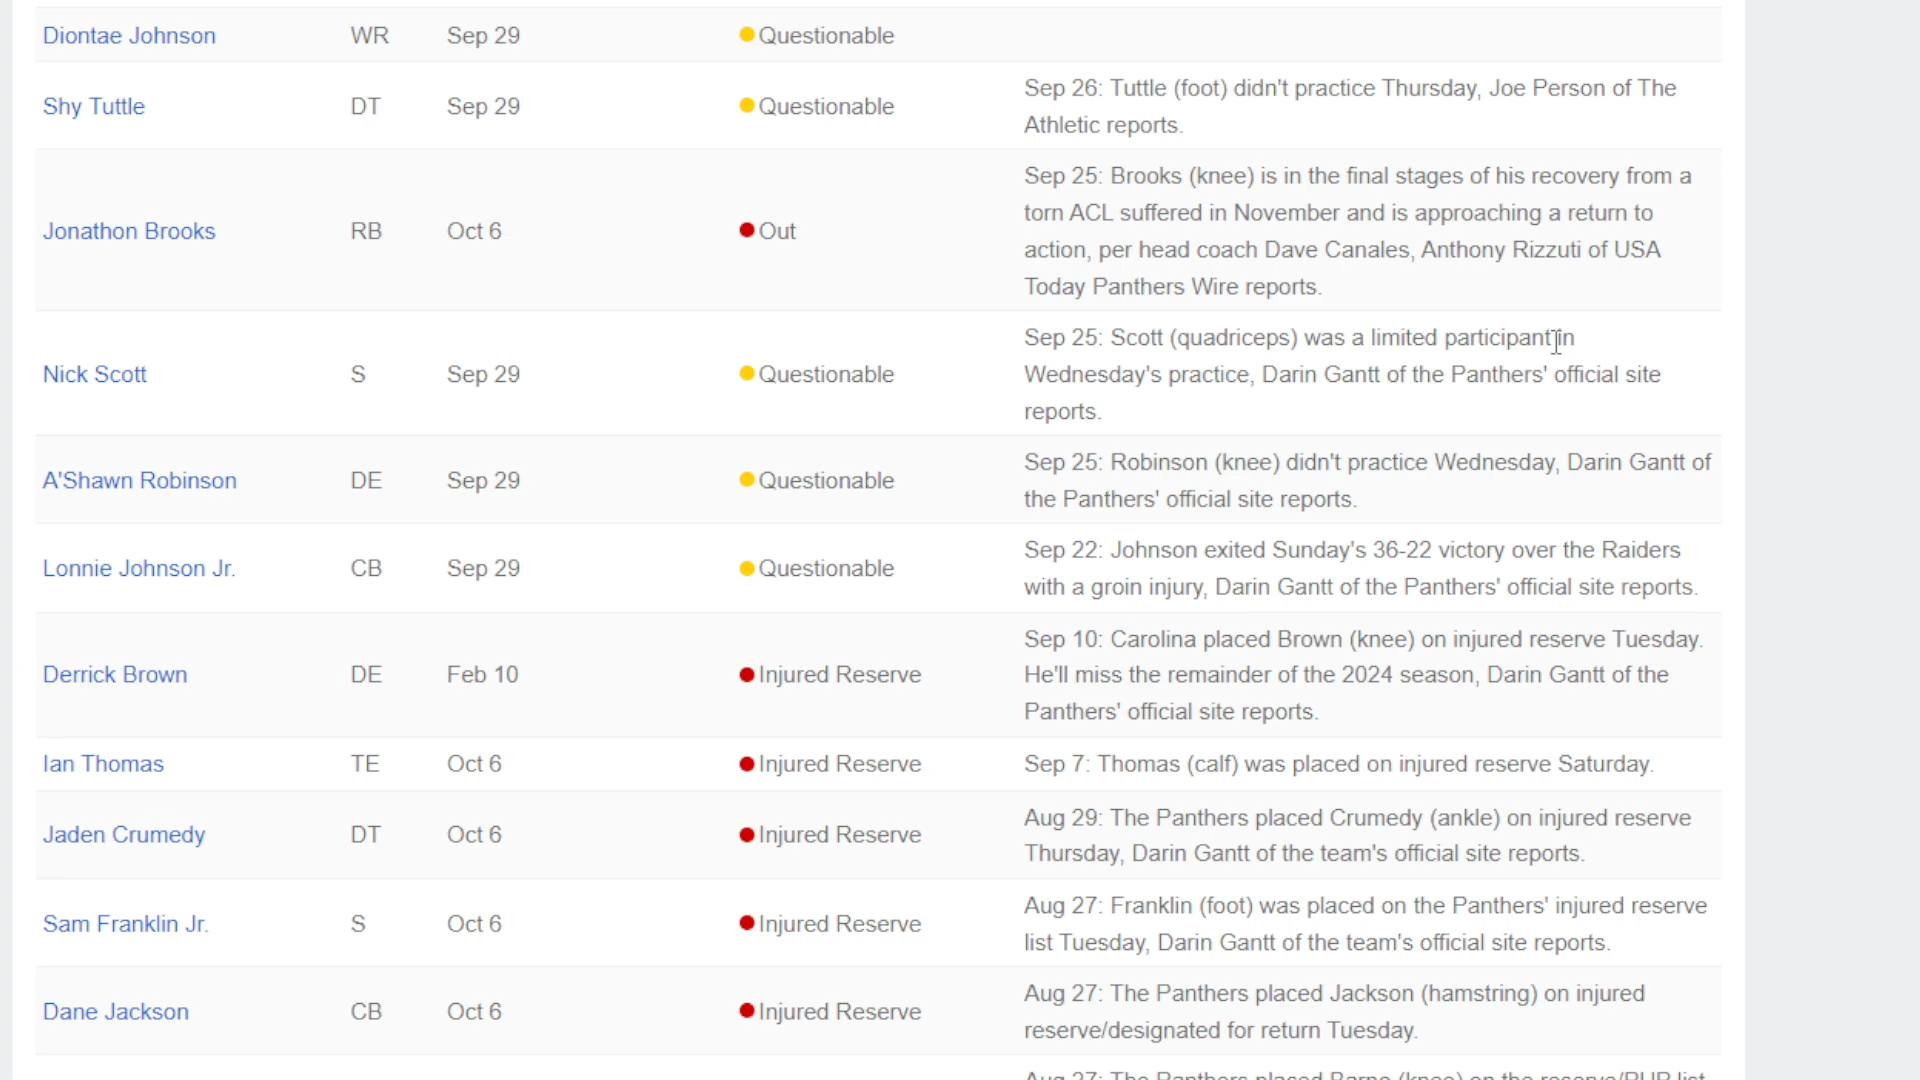 Diontae Johnson WR Sep 29 Questionable
Shy Tuttle DT Sep 29 Questionable
Sep 26: Tuttle (foot) didn't practice Thursday, Joe Person of The
Athletic reports.
Jonathon Brooks RB Oct 6 Out
Sep 25: Brooks (knee) is in the final stages of his recovery from a
torn ACL suffered in November and is approaching a return to
action, per head coach Dave Canales, Anthony Rizzuti of USA
Today Panthers Wire reports.
Nick Scott S Sep 29 Questionable
Sep 25: Scott (quadriceps) was a limited participant in
Wednesday's practice, Darin Gantt of the Panthers' official site
reports.
A'Shawn Robinson DE Sep 29 Questionable
Sep 25: Robinson (knee) didn't practice Wednesday, Darin Gantt of
the Panthers' official site reports.
Lonnie Johnson Jr. CB Sep 29 Questionable
Sep 22: Johnson exited Sunday's 36-22 victory over the Raiders
with a groin injury, Darin Gantt of the Panthers' official site reports.
Derrick Brown DE Feb 10 Injured Reserve
Sep 10: Carolina placed Brown (knee) on injured reserve Tuesday.
He'll miss the remainder of the 2024 season, Darin Gantt of the
Panthers' official site reports.
Ian Thomas TE Oct 6 Injured Reserve
Sep 7: Thomas (calf) was placed on injured reserve Saturday.
Jaden Crumedy DT Oct 6 Injured Reserve
Aug 29: The Panthers placed Crumedy (ankle) on injured reserve
Thursday, Darin Gantt of the team's official site reports.
Sam Franklin Jr. S Oct 6 Injured Reserve
Aug 27: Franklin (foot) was placed on the Panthers' injured reserve
list Tuesday, Darin Gantt of the team's official site reports.
Dane Jackson CB Oct 6 Injured Reserve
Aug 27: The Panthers placed Jackson (hamstring) on injured
reserve/designated for return Tuesday.
Aug 27: The Panthers placed Barno (knee) on the reserve/PUP list